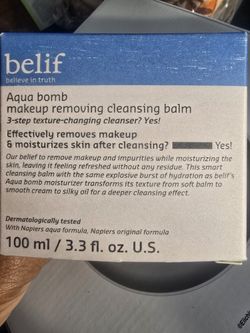 belif
believe in truth
Aqua bomb
makeup removing cleansing balm
3-step texture-changing cleanser? Yes!
Effectively removes makeup
& moisturizes skin after cleansing? Yes!
Our belief to remove makeup and impurities while moisturizing the
skin, leaving it feeling refreshed without any residue. This smart
cleansing balm with the same explosive burst of hydration as belif's
Aqua bomb moisturizer transforms its texture from soft balm to
smooth cream to silky oil for a deeper cleansing effect.
Dermatologically tested
With Napiers aqua formula, Napiers original formula
100 ml / 3.3 fl. oz. U.S.